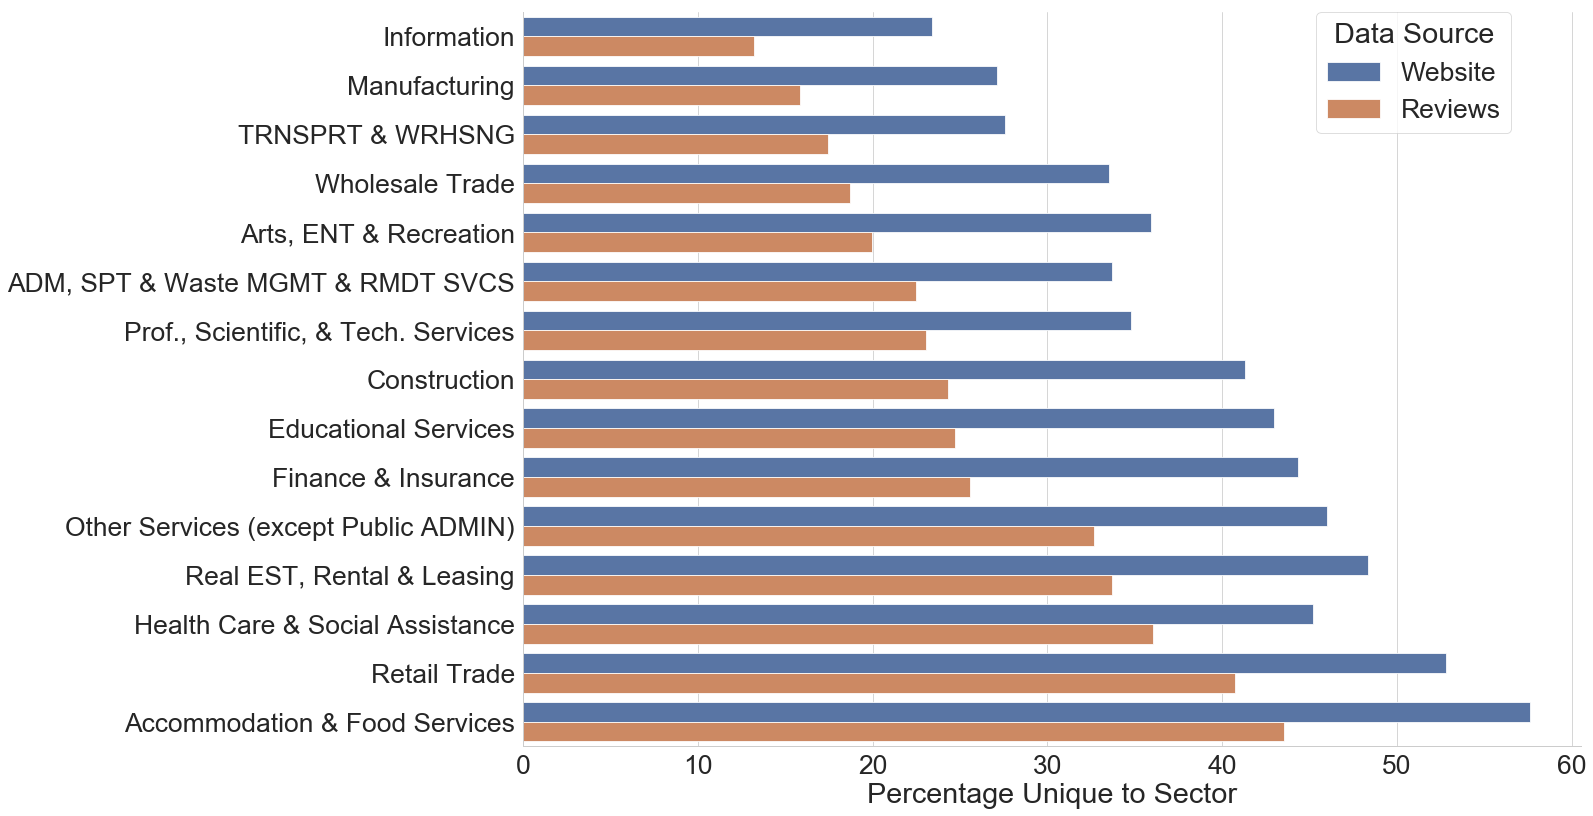 Information
Manufacturing
TRNSPRT & WRHSNG
Wholesale Trade
Arts, ENT & Recreation
ADM, SPT & Waste MGMT & RMDT SVCS
Prof., Scientific, & Tech. Services
Construction
Educational Services
Finance & Insurance
Other Services (except Public ADMIN)
Real EST, Rental & Leasing
Health Care & Social Assistance
Retail Trade
Accommodation & Food Services
Data Source
Website
Reviews
0 10 20 30 40 50 60
Percentage Unique to Sector